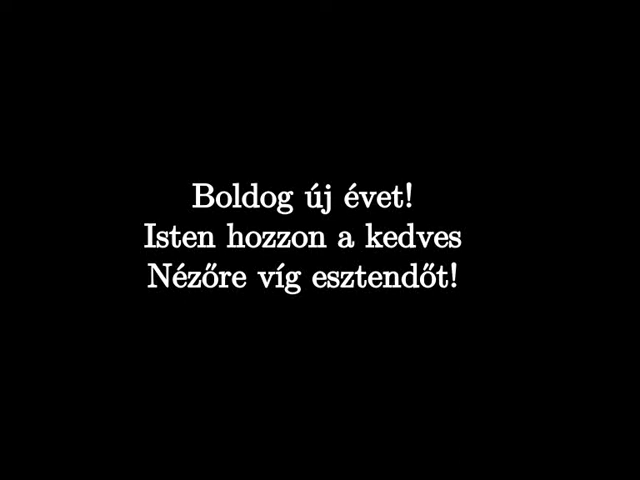 Boldog új évet!
Isten hozzon a kedves
Nézőre víg esztendőt!